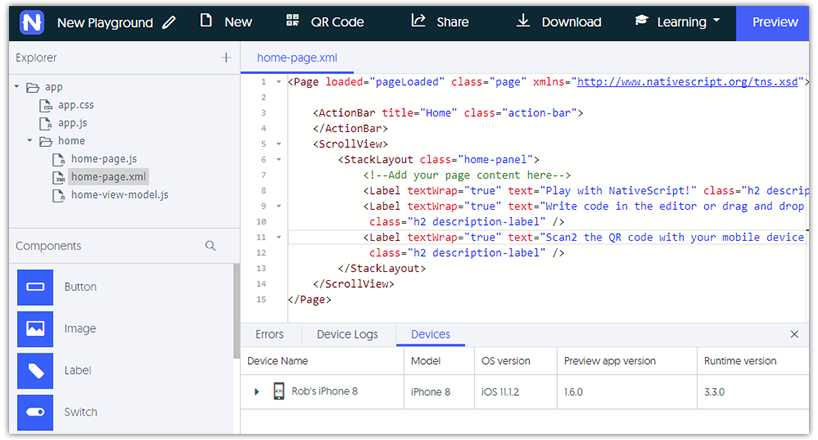 New Playground
New
QR Code
Share
Download
Learning
Preview
Explorer
app
app.css
app.js
home
home-page.js
home-page.xml
home-view-model.js
Components
Button
Image
Label
Switch
home-page.xml
1 <Page loaded="pageLoaded" class="page" xmlns="http://www.nativescript.org/tns.xsd">
2
3 <ActionBar title="Home" class="action-bar">
4 </ActionBar>
5 <ScrollView>
6 <StackLayout class="home-panel">
7 <!--Add your page content here-->
8 <Label textWrap="true" text="Play with NativeScript!" class="h2 descrip
9 <Label textWrap="true" text="Write code in the editor or drag and drop
10 class="h2 description-label" />
11 <Label textWrap="true" text="Scan2 the QR code with your mobile device
12 class="h2 description-label" />
13 </StackLayout>
14 </ScrollView>
15 </Page>
Errors Device Logs Devices
Device Name Model OS version Preview app version Runtime version
Rob's iPhone 8 iPhone 8 iOS 11.1.2 1.6.0 3.3.0